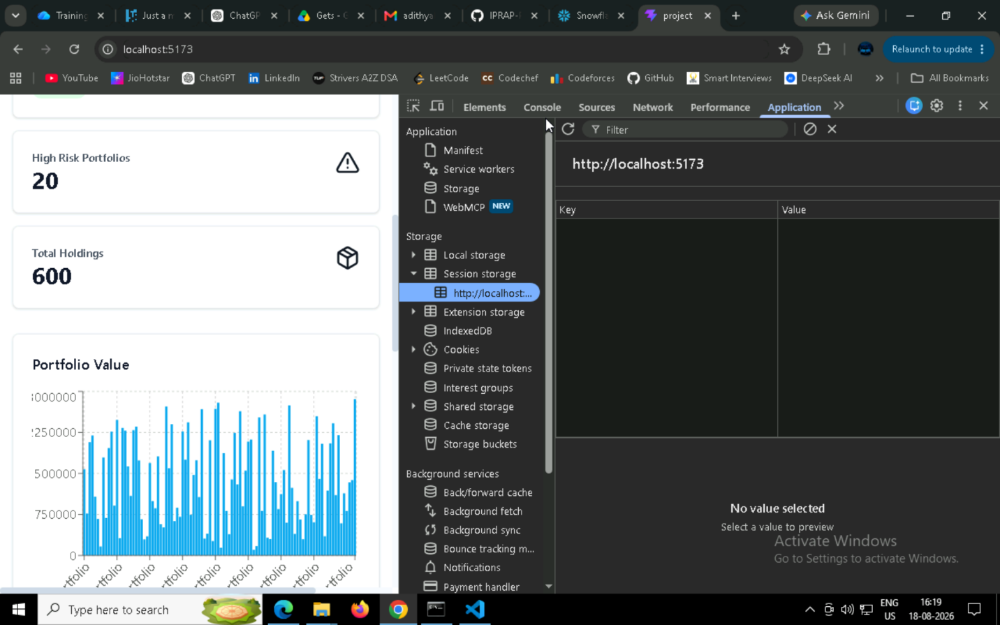 Training
Just a m
ChatGP
Gets - G
adithya
IPRAP-I
Snowfla
project
Ask Gemini
localhost:5173
Relaunch to update
YouTube
JioHotstar
ChatGPT
LinkedIn
Strivers A2Z DSA
LeetCode
Codechef
Codeforces
GitHub
Smart Interviews
DeepSeek AI
All Bookmarks
High Risk Portfolios
20
Total Holdings
600
Portfolio Value
3000000
2250000
500000
750000
0
rtfolio
rtfolio
rtfolio
rtfolio
rtfolio
rtfolio
rtfolio
rtfolio
rtfolio
Elements
Console
Sources
Network
Performance
Application
Application
Manifest
Service workers
Storage
WebMCP NEW
Storage
Local storage
Session storage
http://localhost:...
Extension storage
IndexedDB
Cookies
Private state tokens
Interest groups
Shared storage
Cache storage
Storage buckets
Background services
Back/forward cache
Background fetch
Background sync
Bounce tracking m...
Notifications
Payment handler
Filter
http://localhost:5173
Key
Value
No value selected
Select a value to preview
Activate Windows
Go to Settings to activate Windows.
Type here to search
ENG
US
16:19
18-08-2026